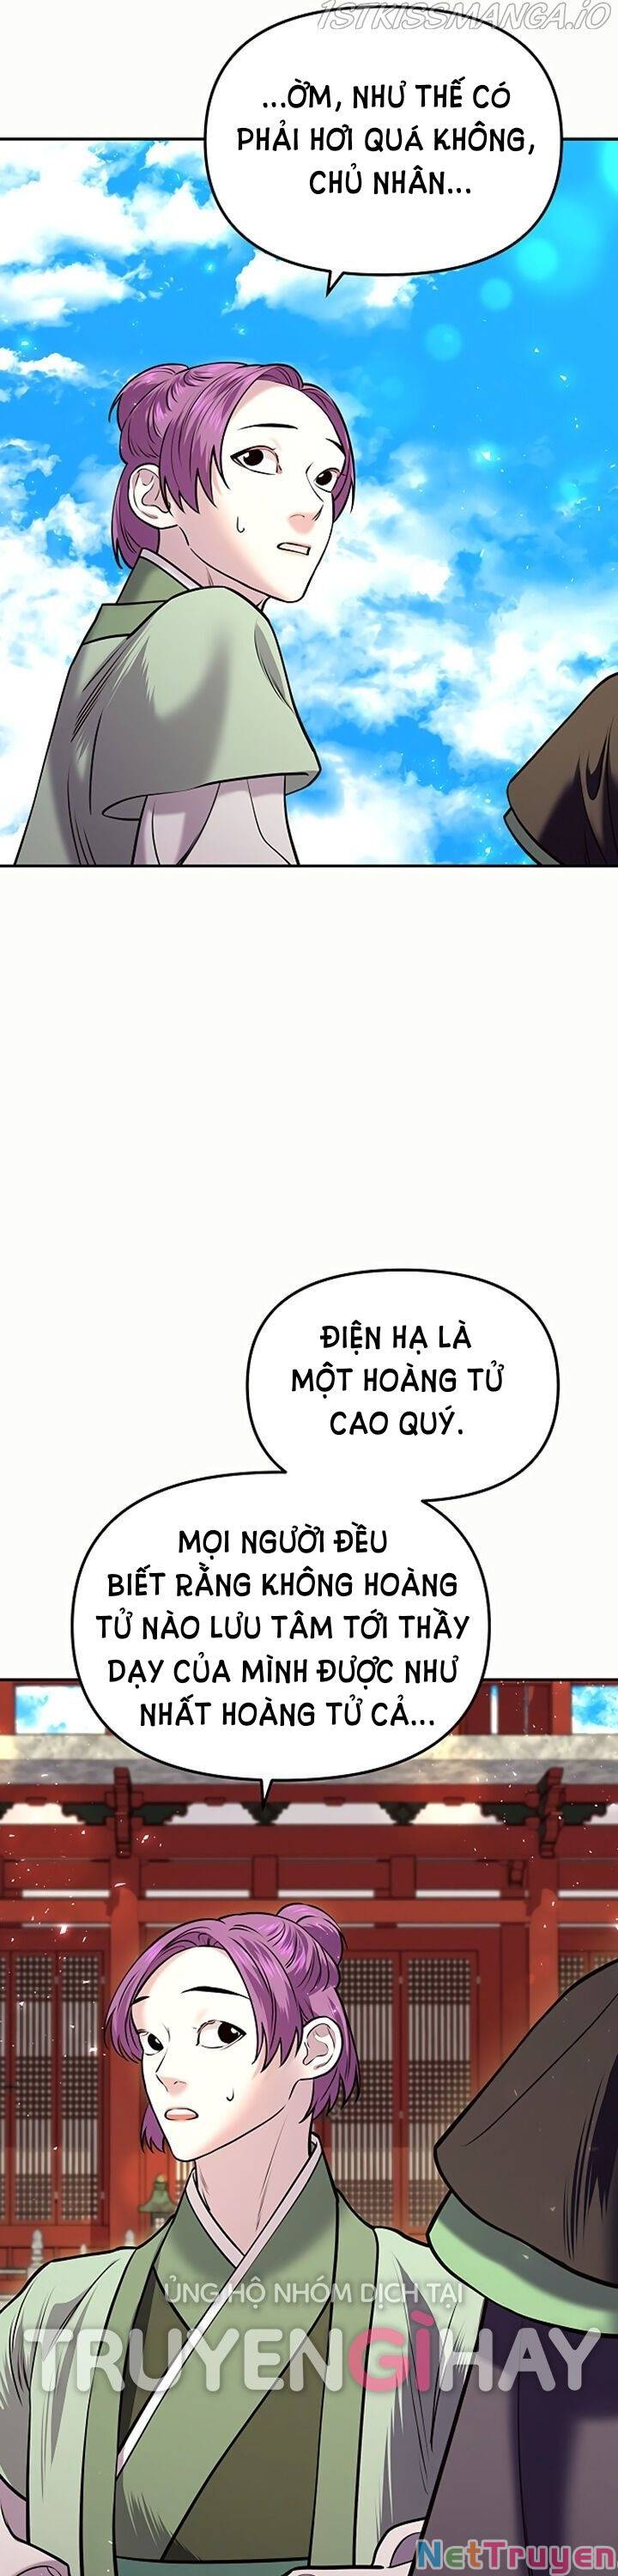 1STKISSMANGA.iO
...ỜM, NHƯ THẾ CÓ
PHẢI HƠI QUÁ KHÔNG,
CHỦ NHÂN...
ĐIỆN HẠ LÀ
MỘT HOÀNG TỬ
CAO QUÝ.
MỌI NGƯỜI ĐỀU
BIẾT RẰNG KHÔNG HOÀNG
TỬ NÀO LƯU TÂM TỚI THẦY
DẠY CỦA MÌNH ĐƯỢC NHƯ
NHẤT HOÀNG TỬ CẢ...
ỦNG HỘ NHÓM DỊCH TẠI
TRUYENGIHAY
NetTruyen